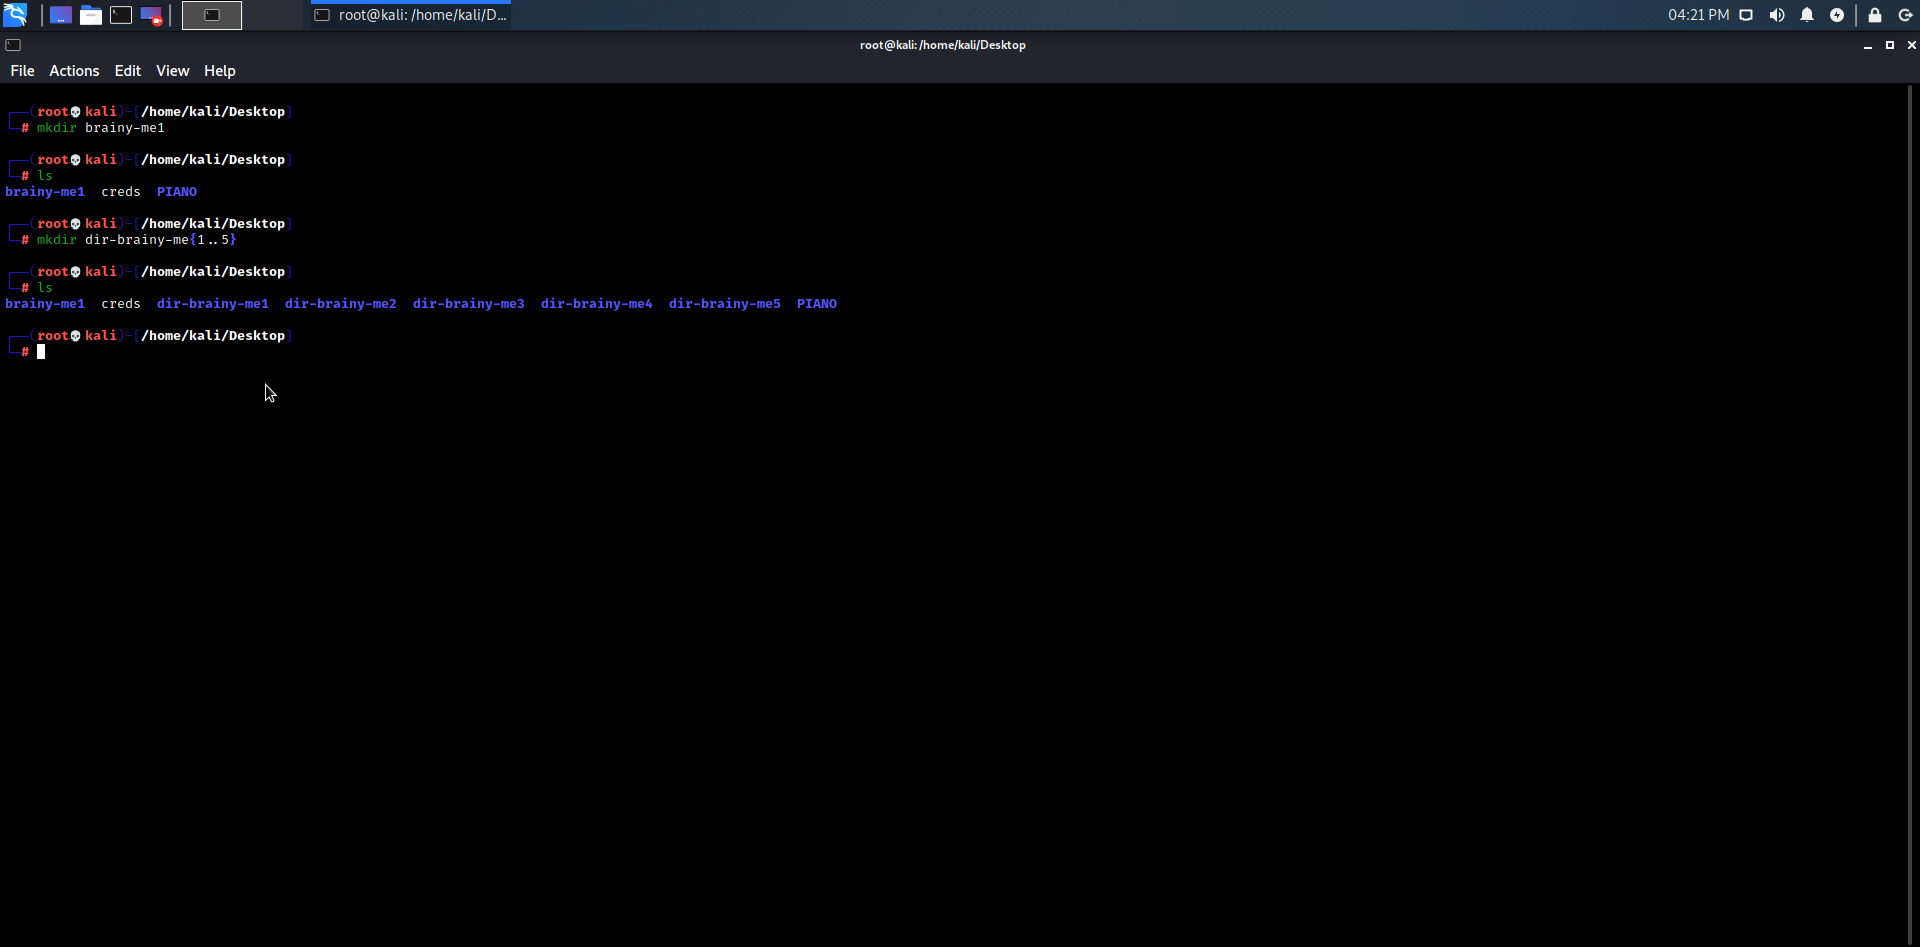 root@kali: /home/kali/D...
04:21 PM
root@kali:/home/kali/Desktop
File Actions Edit View Help
(root💀kali)-[/home/kali/Desktop]
# mkdir brainy-me1
(root💀kali)-[/home/kali/Desktop]
# ls
brainy-me1 creds PIANO
(root💀kali)-[/home/kali/Desktop]
# mkdir dir-brainy-me{1..5}
(root💀kali)-[/home/kali/Desktop]
# ls
brainy-me1 creds dir-brainy-me1 dir-brainy-me2 dir-brainy-me3 dir-brainy-me4 dir-brainy-me5 PIANO
(root💀kali)-[/home/kali/Desktop]
#